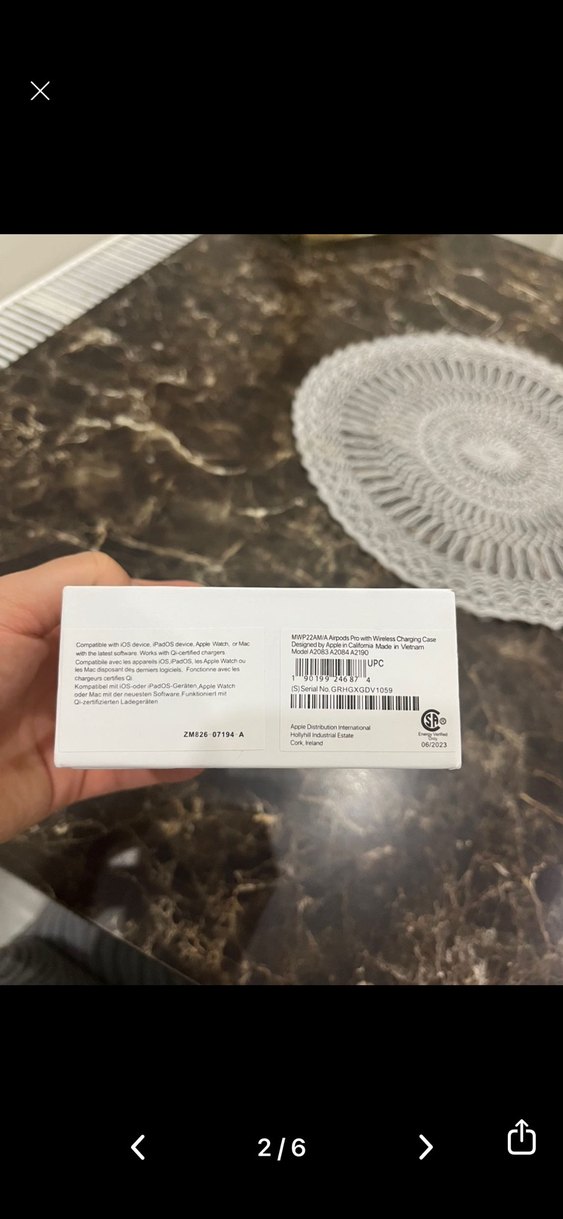 Compatible with iOS device, iPadOS device, Apple Watch, or Mac
with the latest software. Works with Qi-certified chargers
Compatibile avec les appareils iOS,iPadOS, les Apple Watch ou
les Mac disposant des derniers logiciels. Fonctionne avec les
chargeurs certifies Qi
Kompatibel mit iOS-oder iPadOS-Geräten,Apple Watch
oder Mac mit der neuesten Software.Funktioniert mit
Qi-zertifizierten Ladegeräten
ZM826-07194-A
MWP22AM/A Airpods Pro with Wireless Charging Case
Designed by Apple in California Made in Vietnam
Model A2083 A2084 A2190
UPC
1 90199 24687 4
(S) Serial No. GRHGXGDV1059
Apple Distribution International
Hollyhill Industrial Estate
Cork, Ireland
SA ®
Energy Verified
Only
06/2023
2/6